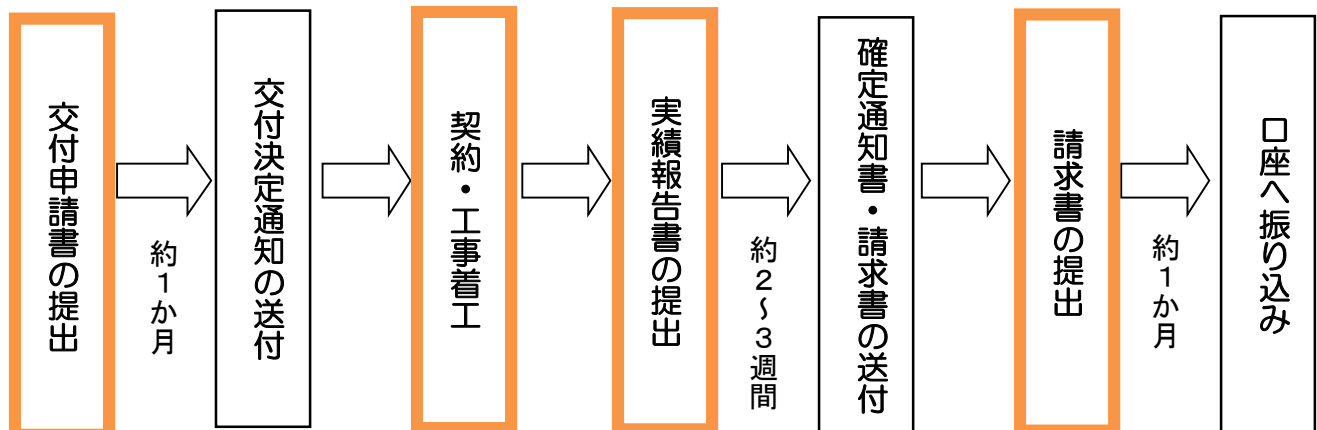 交付申請書の提出
約１か月
交付決定通知の送付
契約・工事着工
実績報告書の提出
約２～３週間
確定通知書・請求書の送付
請求書の提出
約１か月
口座へ振り込み